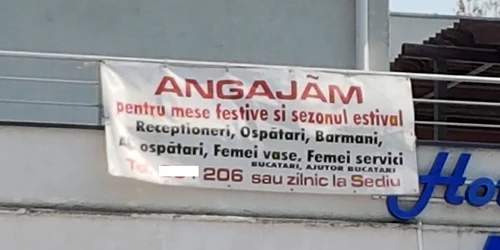 ANGAJĂM
pentru mese festive si sezonul estival
Receptioneri, Ospătari, Barmani,
ospătari, Femei vase, Femei servici
BUCATARI, AJUTOR BUCATARI
Tel. 206 sau zilnic la Sediu
Ho